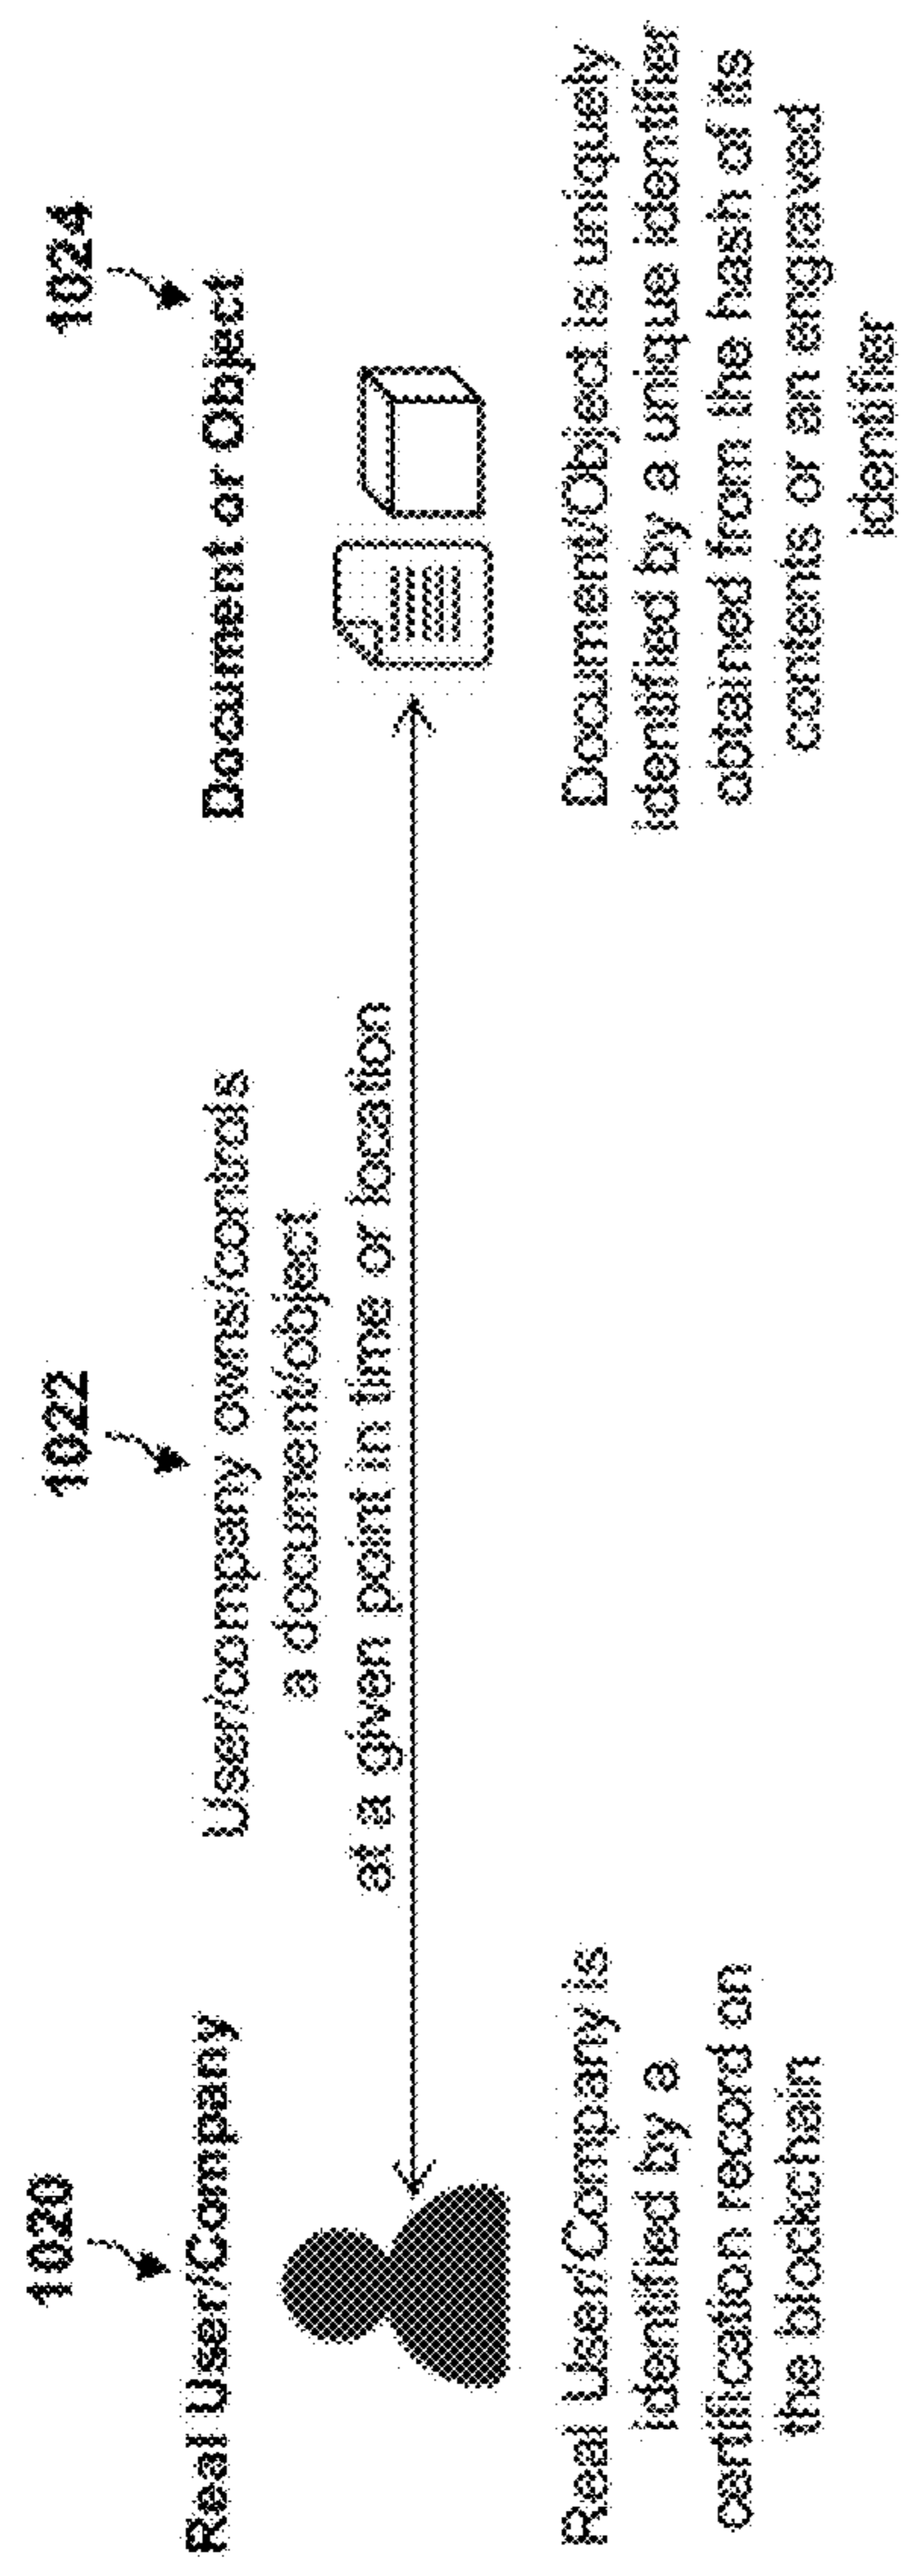 1020
Real User/Company
Real User/Company is
identified by a
certification record on
the blockchain
1022
User/company owns/controls
a document/object
at a given point in time or location
1024
Document or Object
Document/Object is uniquely
identified by a unique identifier
obtained from the hash of its
contents or an engraved
identifier